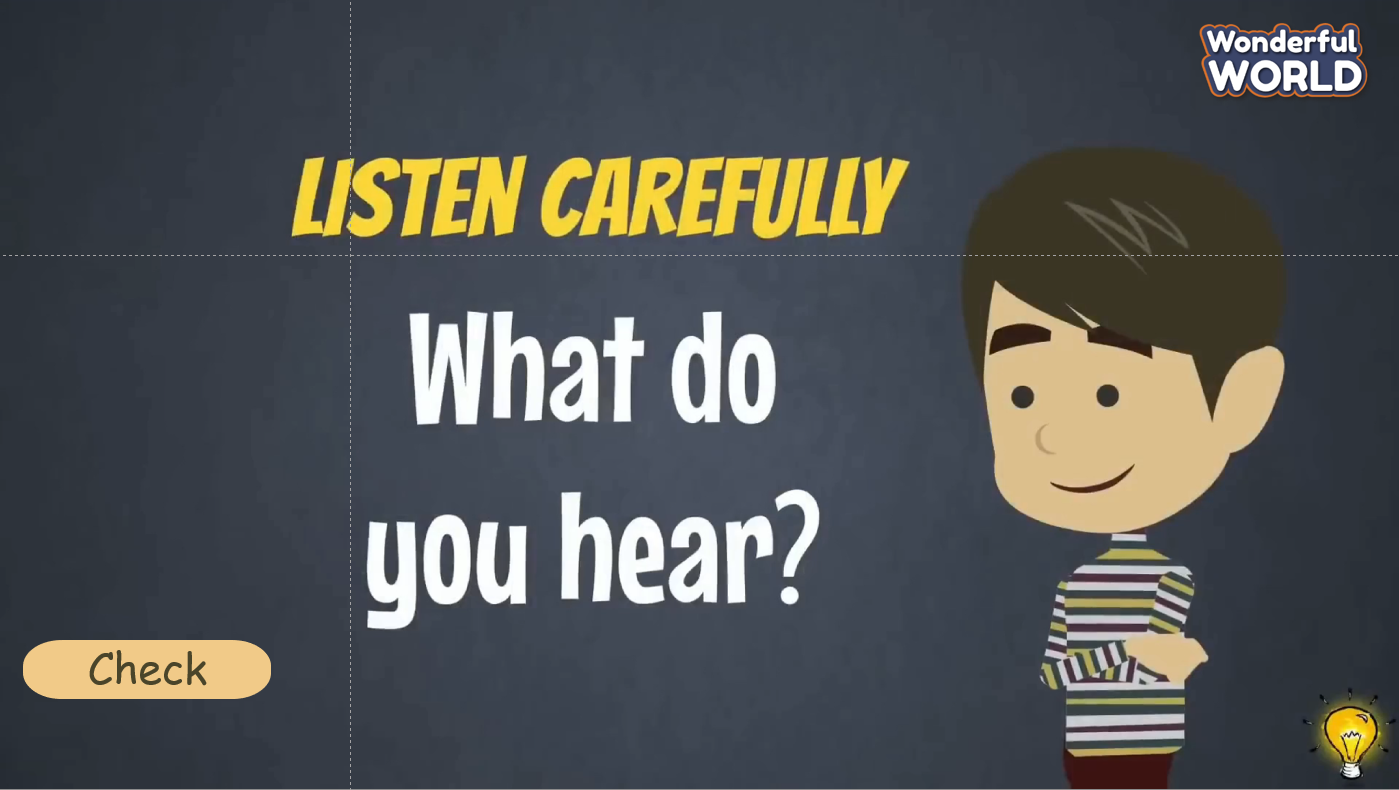 Wonderful
WORLD
LISTEN CAREFULLY
What do
you hear?
Check